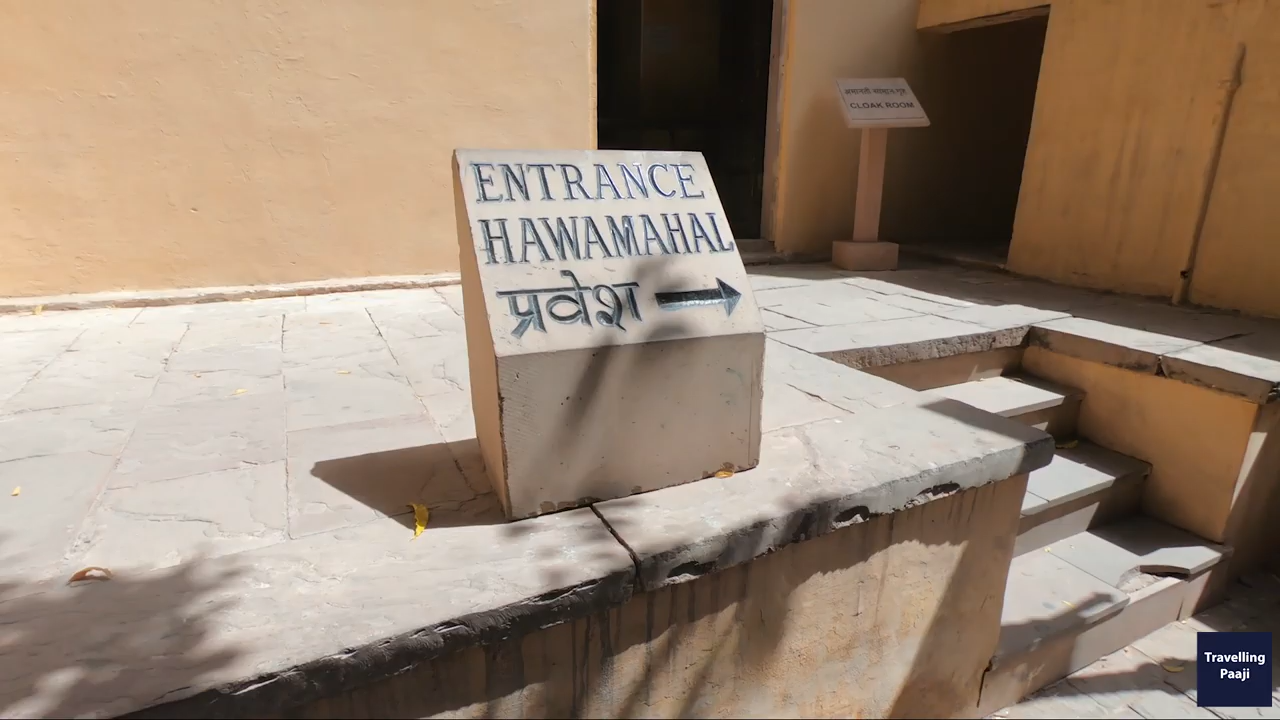 ENTRANCE
HAWAMAHAL
प्रवेश
CLOAK ROOM
Travelling
Paaji